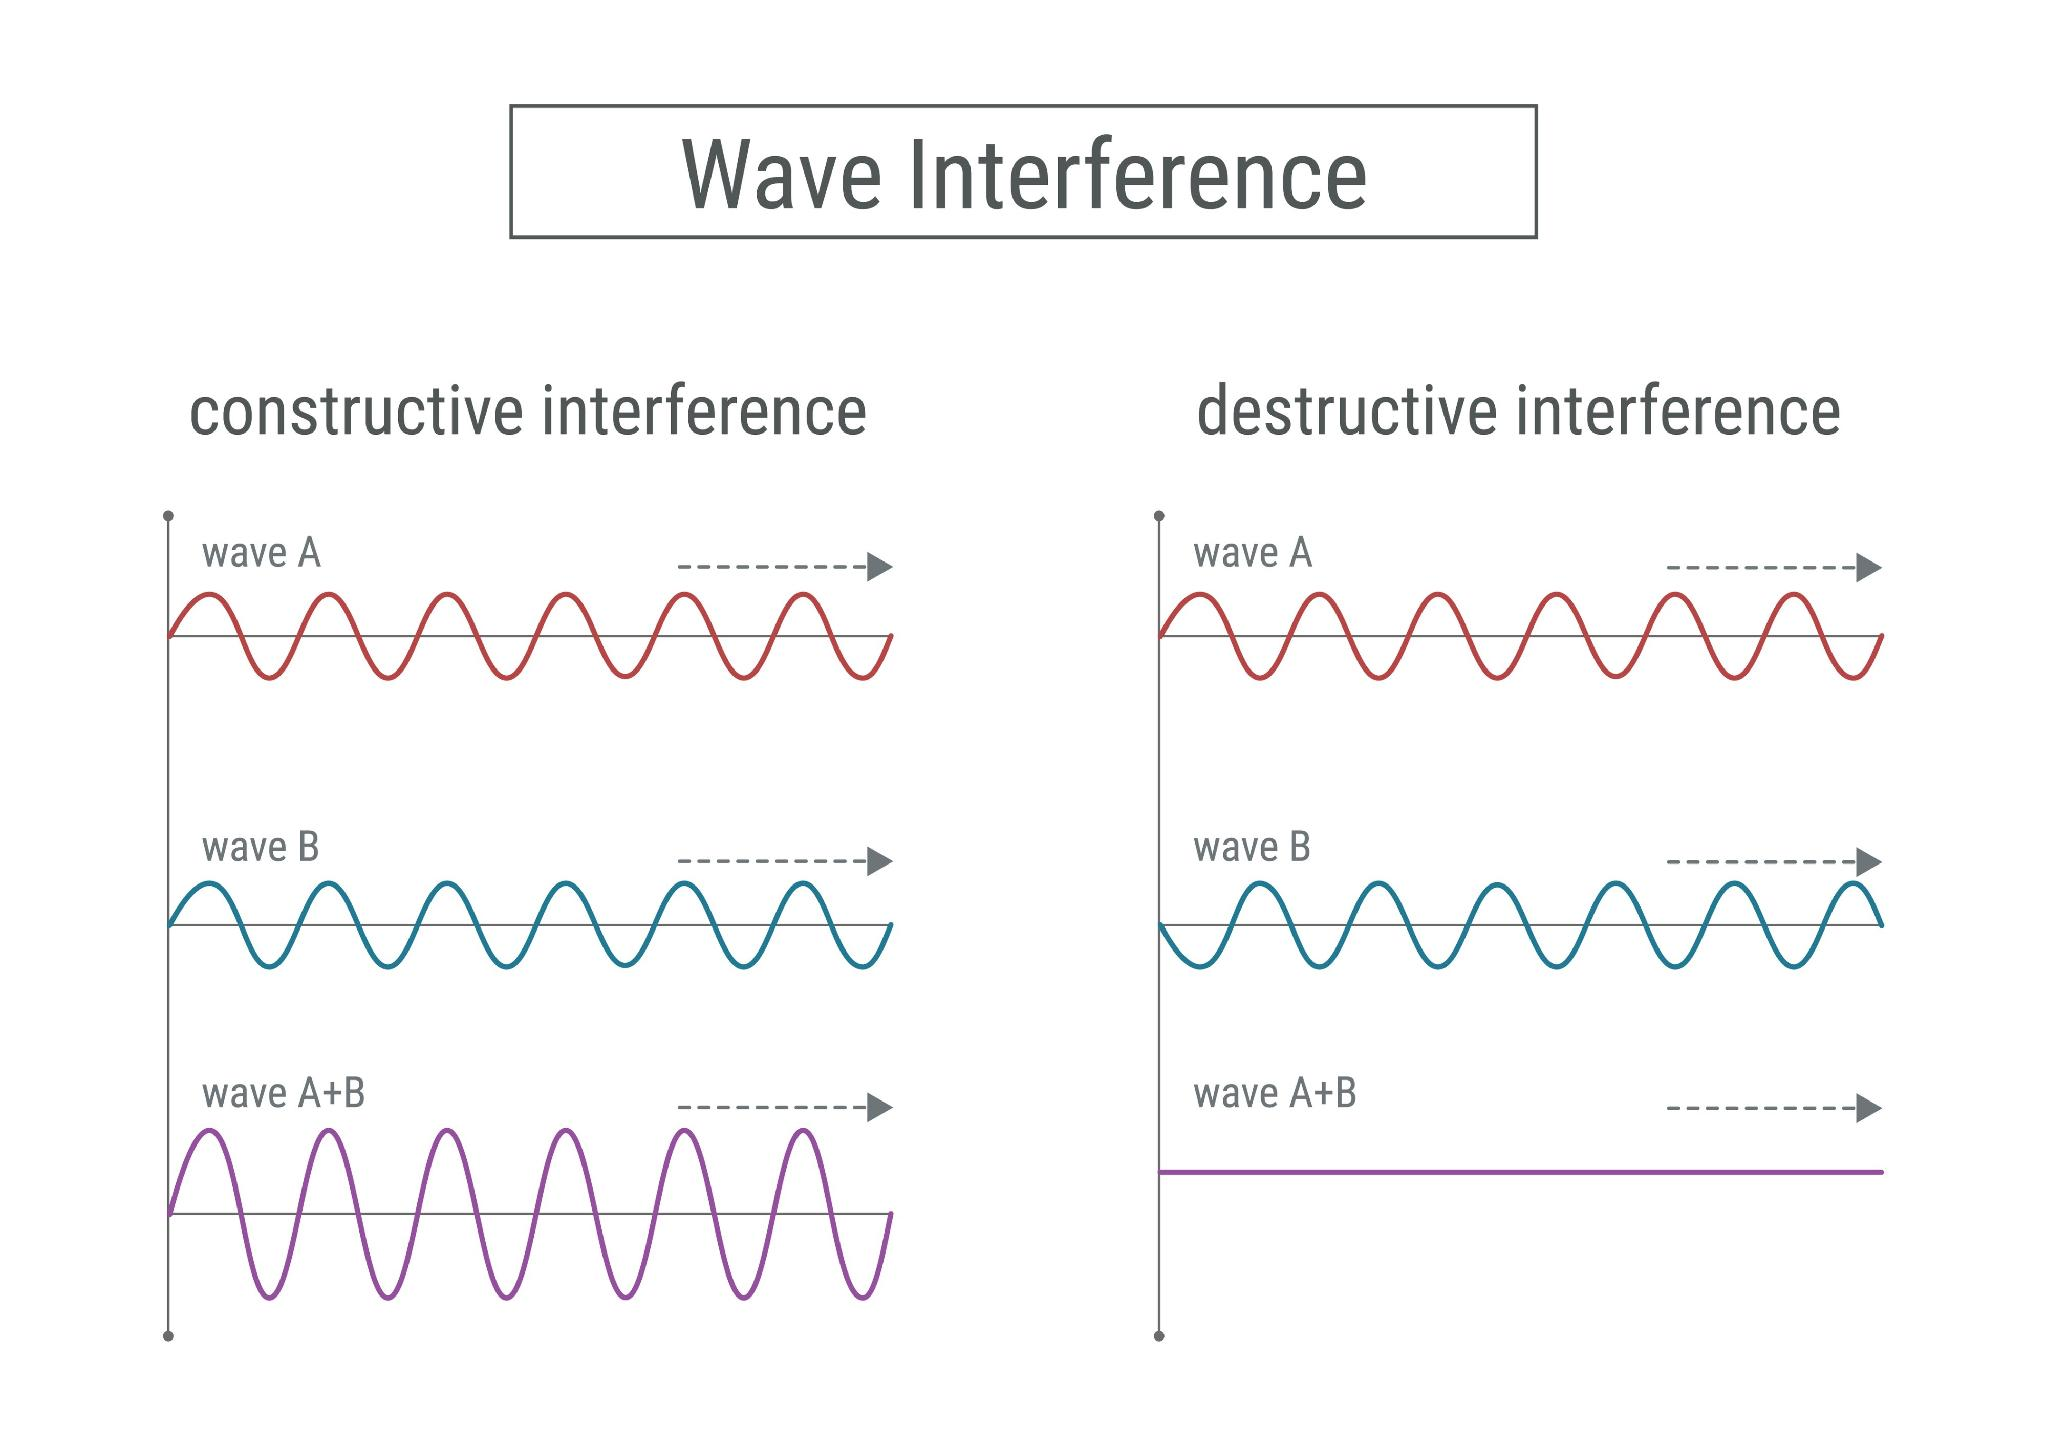 Wave Interference
constructive interference
wave A
wave B
wave A+B
destructive interference
wave A
wave B
wave A+B